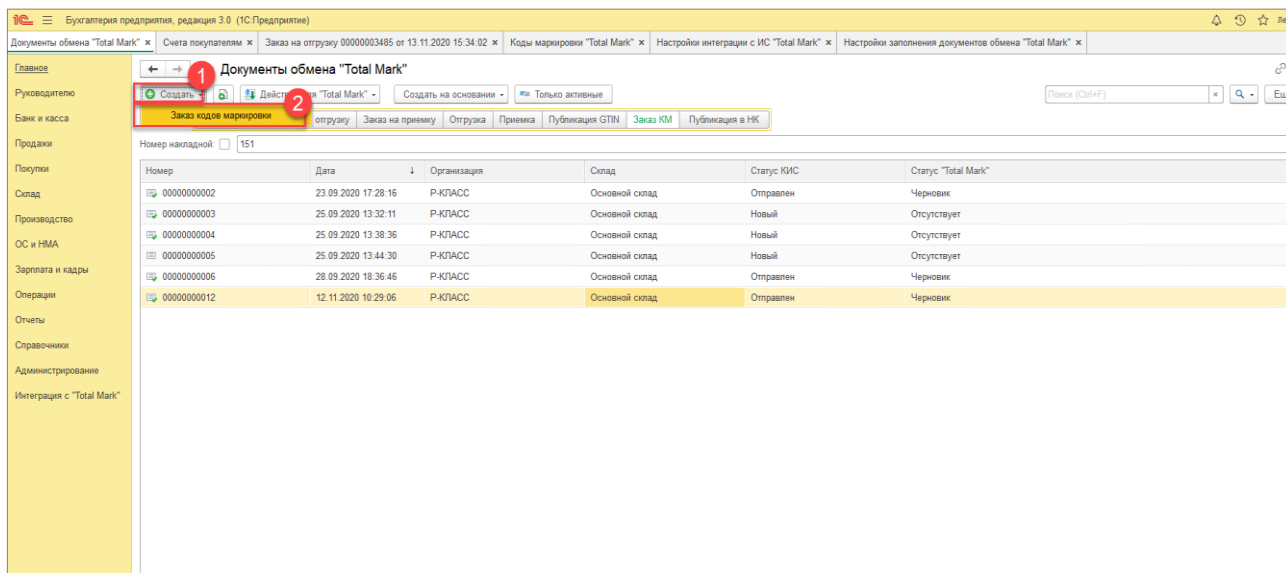 1С Бухгалтерия предприятия, редакция 3.0 (1С:Предприятие)
Документы обмена "Total Mark" × Счета покупателям × Заказ на отгрузку 00000003485 от 13.11.2020 15:34:02 × Коды маркировки "Total Mark" × Настройки интеграции с ИС "Total Mark" × Настройки заполнения документов обмена "Total Mark" ×
Главное
Руководителю
Банк и касса
Продажи
Покупки
Склад
Производство
ОС и НМА
Зарплата и кадры
Операции
Отчеты
Справочники
Администрирование
Интеграция с "Total Mark"
Документы обмена "Total Mark"
1
Создать "Total Mark" Создать на основании Только активные Поиск (Ctrl+F) ×
2
Заказ кодов маркировки отгрузку Заказ на приемку Отгрузка Приемка Публикация GTIN Заказ КМ Публикация в НК
Номер накладной: 151
Номер Дата ↓ Организация Склад Статус КИС Статус "Total Mark"
00000000002 23.09.2020 17:28:16 Р-КЛАСС Основной склад Отправлен Черновик
00000000003 25.09.2020 13:32:11 Р-КЛАСС Основной склад Новый Отсутствует
00000000004 25.09.2020 13:38:36 Р-КЛАСС Основной склад Новый Отсутствует
00000000005 25.09.2020 13:44:30 Р-КЛАСС Основной склад Новый Отсутствует
00000000006 28.09.2020 18:36:46 Р-КЛАСС Основной склад Отправлен Черновик
00000000012 12.11.2020 10:29:06 Р-КЛАСС Основной склад Отправлен Черновик